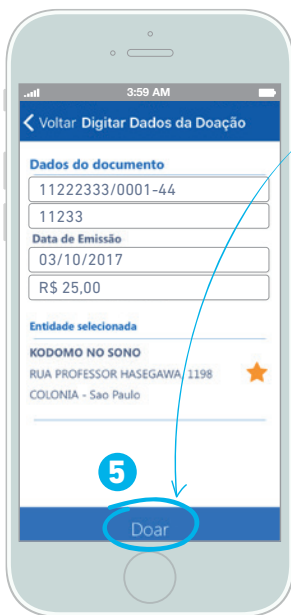 3:59 AM
Voltar Digitar Dados da Doação
Dados do documento
11222333/0001-44
11233
Data de Emissão
03/10/2017
R$ 25,00
Entidade selecionada
KODOMO NO SONO
RUA PROFESSOR HASEGAWA, 1198
COLONIA - Sao Paulo
5
Doar